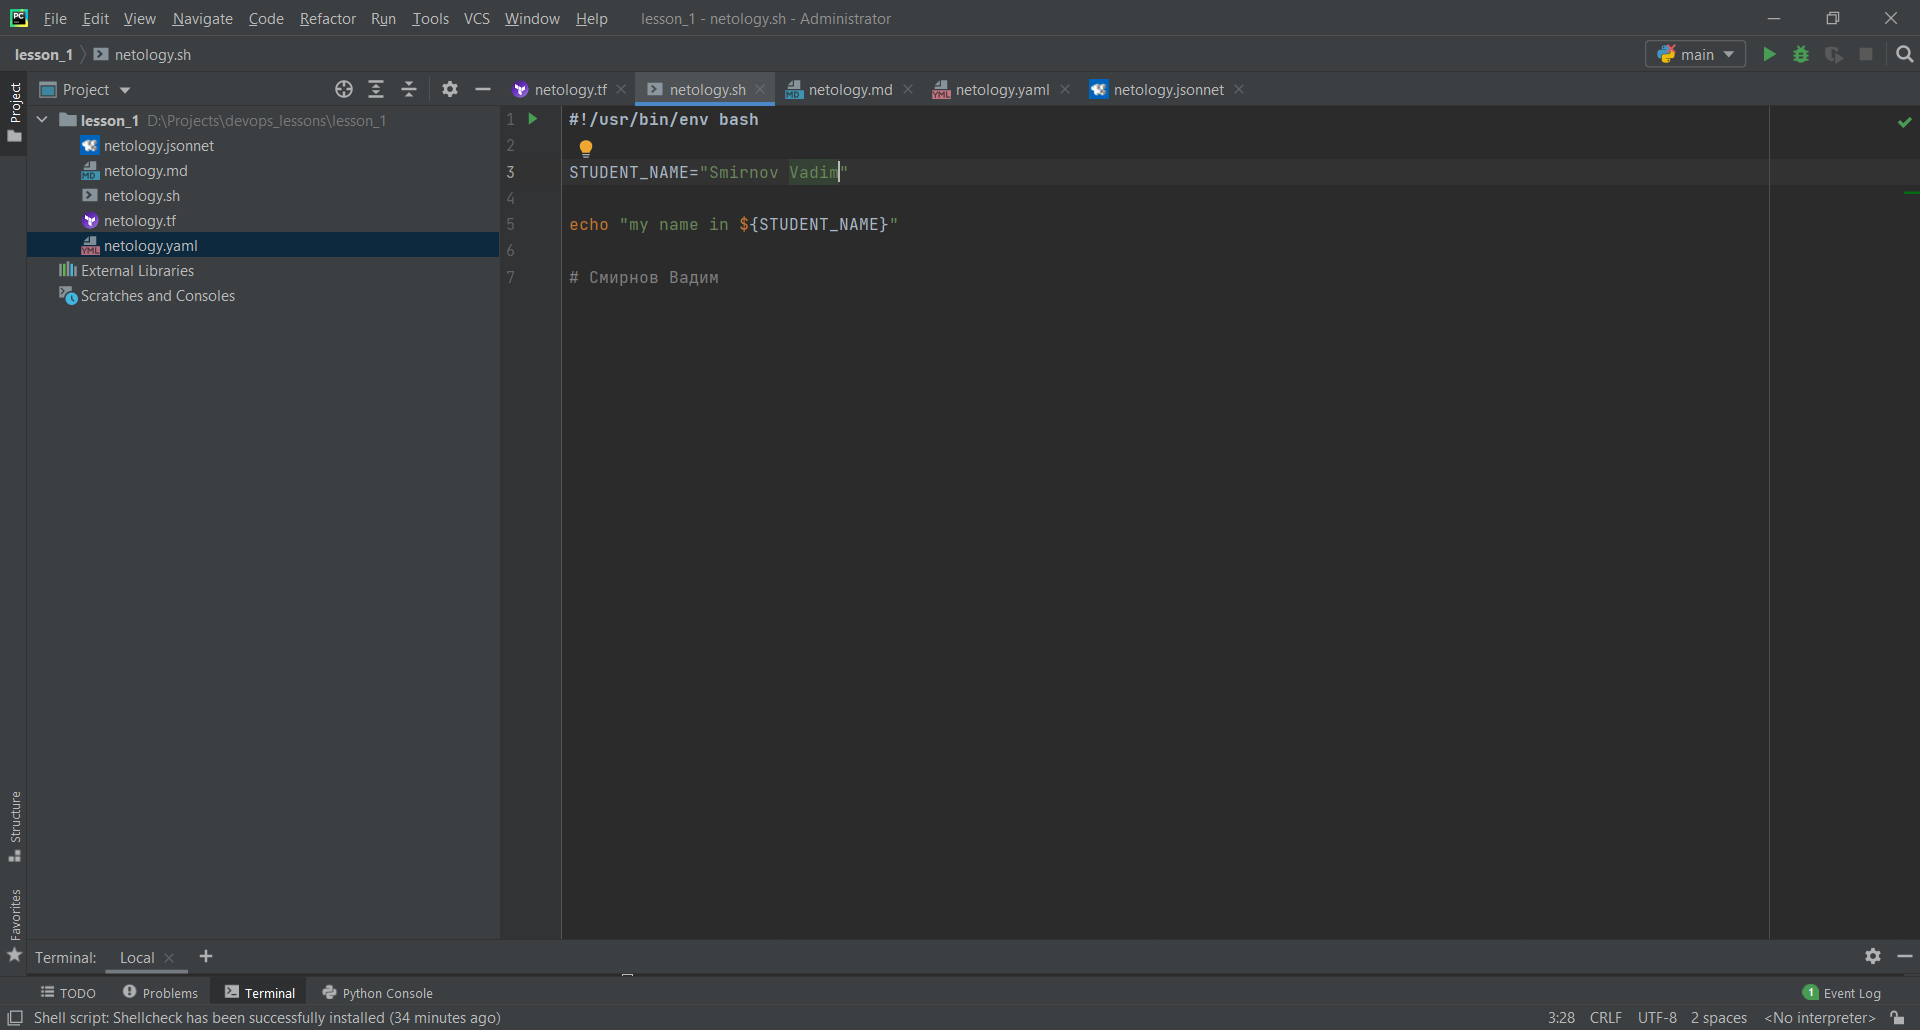 File Edit View Navigate Code Refactor Run Tools VCS Window Help lesson_1 - netology.sh - Administrator
lesson_1 netology.sh main
Project
Project netology.tf netology.sh netology.md netology.yaml netology.jsonnet
lesson_1 D:\Projects\devops_lessons\lesson_1
netology.jsonnet
netology.md
netology.sh
netology.tf
netology.yaml
External Libraries
Scratches and Consoles
1 #!/usr/bin/env bash
2
3 STUDENT_NAME="Smirnov Vadim"
4
5 echo "my name in ${STUDENT_NAME}"
6
7 # Смирнов Вадим
Structure
Favorites
Terminal: Local +
TODO Problems Terminal Python Console 1 Event Log
Shell script: Shellcheck has been successfully installed (34 minutes ago) 3:28 CRLF UTF-8 2 spaces <No interpreter>